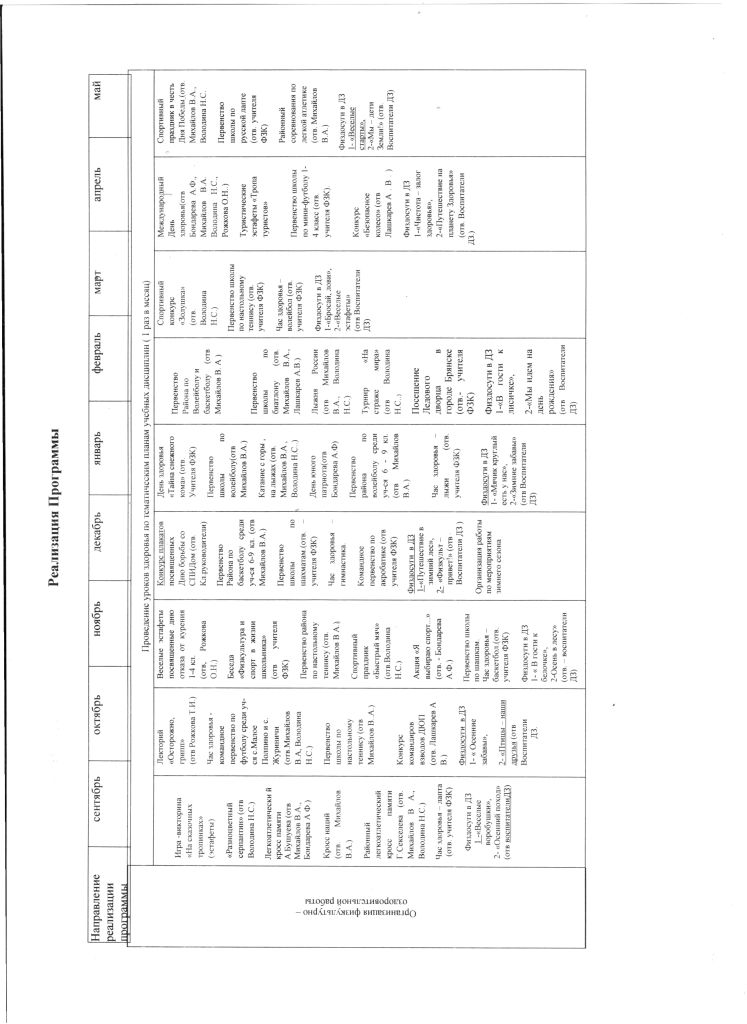 Реализация Программы
Направление
реализации
программы
сентябрь
октябрь
ноябрь
декабрь
январь
февраль
март
апрель
май
Проведение уроков здоровья по тематическим планам учебных дисциплин ( 1 раз в месяц)
Организация физкультурно –
оздоровительной работы
Игра -викторина
«На сказочных
тропинках»
(эстафеты)
«Разноцветный
серпантин» (отв
Володина Н.С.)
Легкоатлетически й
кросс памяти
А Бушуева (отв
Михайлов В А.,
Бондарева А Ф )
Кросс наций
(отв. Михайлов
В.А.)
Районный
легкоатлетический
кросс памяти
Г Секселева (отв.
Михайлов В А.,
Володина Н С.)
Час здоровья – лапта
(отв. учителя ФЗК)
Физдосуги в ДЗ
1 -«Веселые
воробушки»,
2- «Осенний поход»
(отв воспитателиДЗ)
Лекторий
«Осторожно,
грипп»
(отв Рожкова Т.И.)
Час здоровья -
командное
первенство по
футболу среди уч-
ся с.Малое
Полпино и с.
Журиничи
(отв Михайлов
В А, Володина
Н С.)
Первенство
школы по
настольному
теннису (отв
Михайлов В. А.)
Конкурс
командиров
взводов ДЮП
(отв. Лашкарев А
В.)
Физдосуги в ДЗ
1- « Осенние
забавы»,
2- «Птицы – наши
друзья (отв
Воспитатели
ДЗ.
Веселые эстафеты
посвященные дню
отказа от курения
1-4 кл.
(отв. Рожкова
О.Н.)
Беседа
«Физкультура и
спорт в жизни
школьника»
(отв учителя
ФЗК)
Первенство района
по настольному
теннису (отв
Михайлов В А.)
Спортивный
праздник
«Быстрый мяч»
(отв.Володина
Н С.)
Акция «Я
выбираю спорт…»
(отв. - Бондарева
А Ф )
Первенство школы
по шашкам
Час здоровья –
баскетбол (отв.
учителя ФЗК)
Физдосуги в ДЗ
1- « В гости к
белочке»,
2-Осень в лесу»
(отв. – воспитатели
ДЗ)
Конкурс плакатов
посвященных
Дню борьбы со
СПИДом (отв.
Кл руководители)
Первенство
Района по
баскетболу среди
уч-ся 6-9 кл. (отв
Михайлов В А.)
Первенство
школы по
шахматам (отв. –
учителя ФЗК)
Час здоровья –
гимнастика.
Командное
первенство по
акробатике (отв
учителя ФЗК)
Физдосуги в ДЗ
1-«Путешествие в
зимний лес»,
2- «Физкульт –
привет!» (отв
Воспитатели ДЗ )
Организация работы
по мероприятиям
зимнего сезона
День здоровья
«Тайна снежного
кома» (отв
Учителя ФЗК)
Первенство
школы по
волейболу(отв
Михайлов В.А.)
Катание с горы ,
на лыжах (отв
Михайлов В А.,
Володина Н С..)
День юного
патриота(отв
Бондарева А Ф)
Первенство
района по
волейболу среди
уч-ся 6 - 9 кл.
(отв Михайлов
В А.)
Час здоровья –
лыжи (отв.
учителя ФЗК)
Физдосуги в ДЗ
1- «Мячик круглый
есть у нас»,
2-«Зимние забавы»
(отв Воспитатели
ДЗ)
Первенство
Района по
Волейболу и
баскетболу (отв
Михайлов В. А )
Первенство
школы по
биатлону (отв.
Михайлов В.А.,
Лашкарев А.В )
Лыжня России
(отв Михайлов
В А., Володина
Н.С.)
Турнир «На
страже мира»
(отв Володина
Н С..)
Посещение
Ледового
дворца в
городе Брянске
(отв.- учителя
ФЗК)
Физдосуги в ДЗ
1-«В гости к
лисичке»,
2-«Мы идем на
день
рождения»
(отв Воспитатели
ДЗ)
Спортивный
конкурс
«Золушка»
(отв.
Володина
Н С.)
Первенство школы
по настольному
теннису (отв.
учителя ФЗК)
Час здоровья –
волейбол (отв.
учителя ФЗК)
Физдосуги в ДЗ
1-«Бросай, лови»,
2-«Веселые
эстафеты»
(отв Воспитатели
ДЗ)
Международный
День
здоровья(отв
Бондарева А Ф.,
Михайлов В А.
Володина Н С.,
Рожкова О.Н. )
Туристические
эстафеты «Тропа
туристов»
Первенство школы
по мини-футболу 1-
4 класс (отв
учителя ФЗК).
Конкурс
«Безопасное
колесо» (отв
Лашкарев А В )
Физдосуги в ДЗ
1-«Чистота – залог
здоровья»,
2-«Путешествие на
планету Здоровья»
(отв. Воспитатели
ДЗ )
Спортивный
праздник в честь
Дня Победы.(отв
Михайлов В А.,
Володина Н С.
Первенство
школы по
русской лапте
(отв. учителя
ФЗК)
Районный
соревнования по
легкой атлетике
(отв. Михайлов
В А.)
Физдосуги в ДЗ
1- «Веселые
старты»,
2-«Мы – дети
Земли!» (отв
Воспитатели ДЗ)